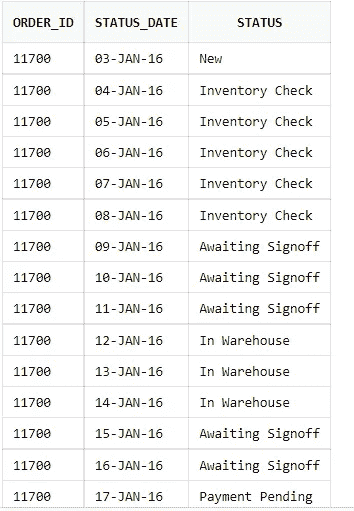 ORDER_ID STATUS_DATE STATUS
11700 03-JAN-16 New
11700 04-JAN-16 Inventory Check
11700 05-JAN-16 Inventory Check
11700 06-JAN-16 Inventory Check
11700 07-JAN-16 Inventory Check
11700 08-JAN-16 Inventory Check
11700 09-JAN-16 Awaiting Signoff
11700 10-JAN-16 Awaiting Signoff
11700 11-JAN-16 Awaiting Signoff
11700 12-JAN-16 In Warehouse
11700 13-JAN-16 In Warehouse
11700 14-JAN-16 In Warehouse
11700 15-JAN-16 Awaiting Signoff
11700 16-JAN-16 Awaiting Signoff
11700 17-JAN-16 Payment Pending